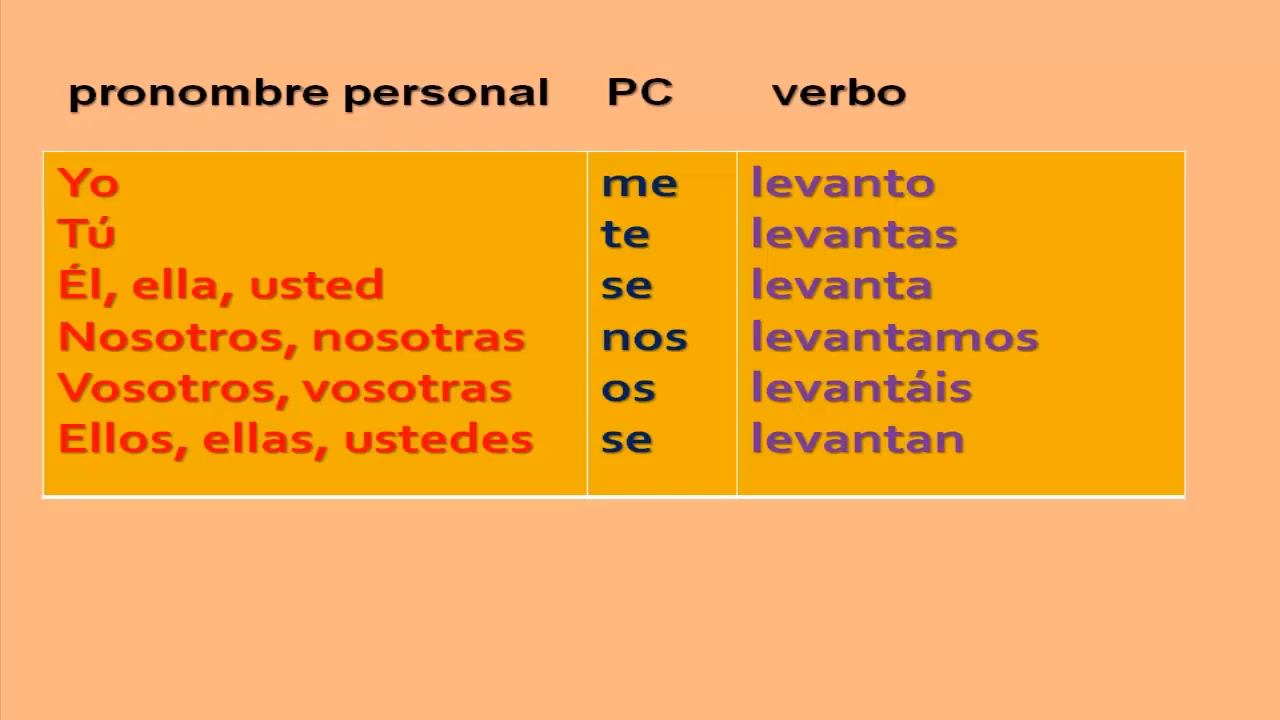 pronombre personal PC verbo
Yo me levanto
Tú te levantas
Él, ella, usted se levanta
Nosotros, nosotras nos levantamos
Vosotros, vosotras os levantáis
Ellos, ellas, ustedes se levantan